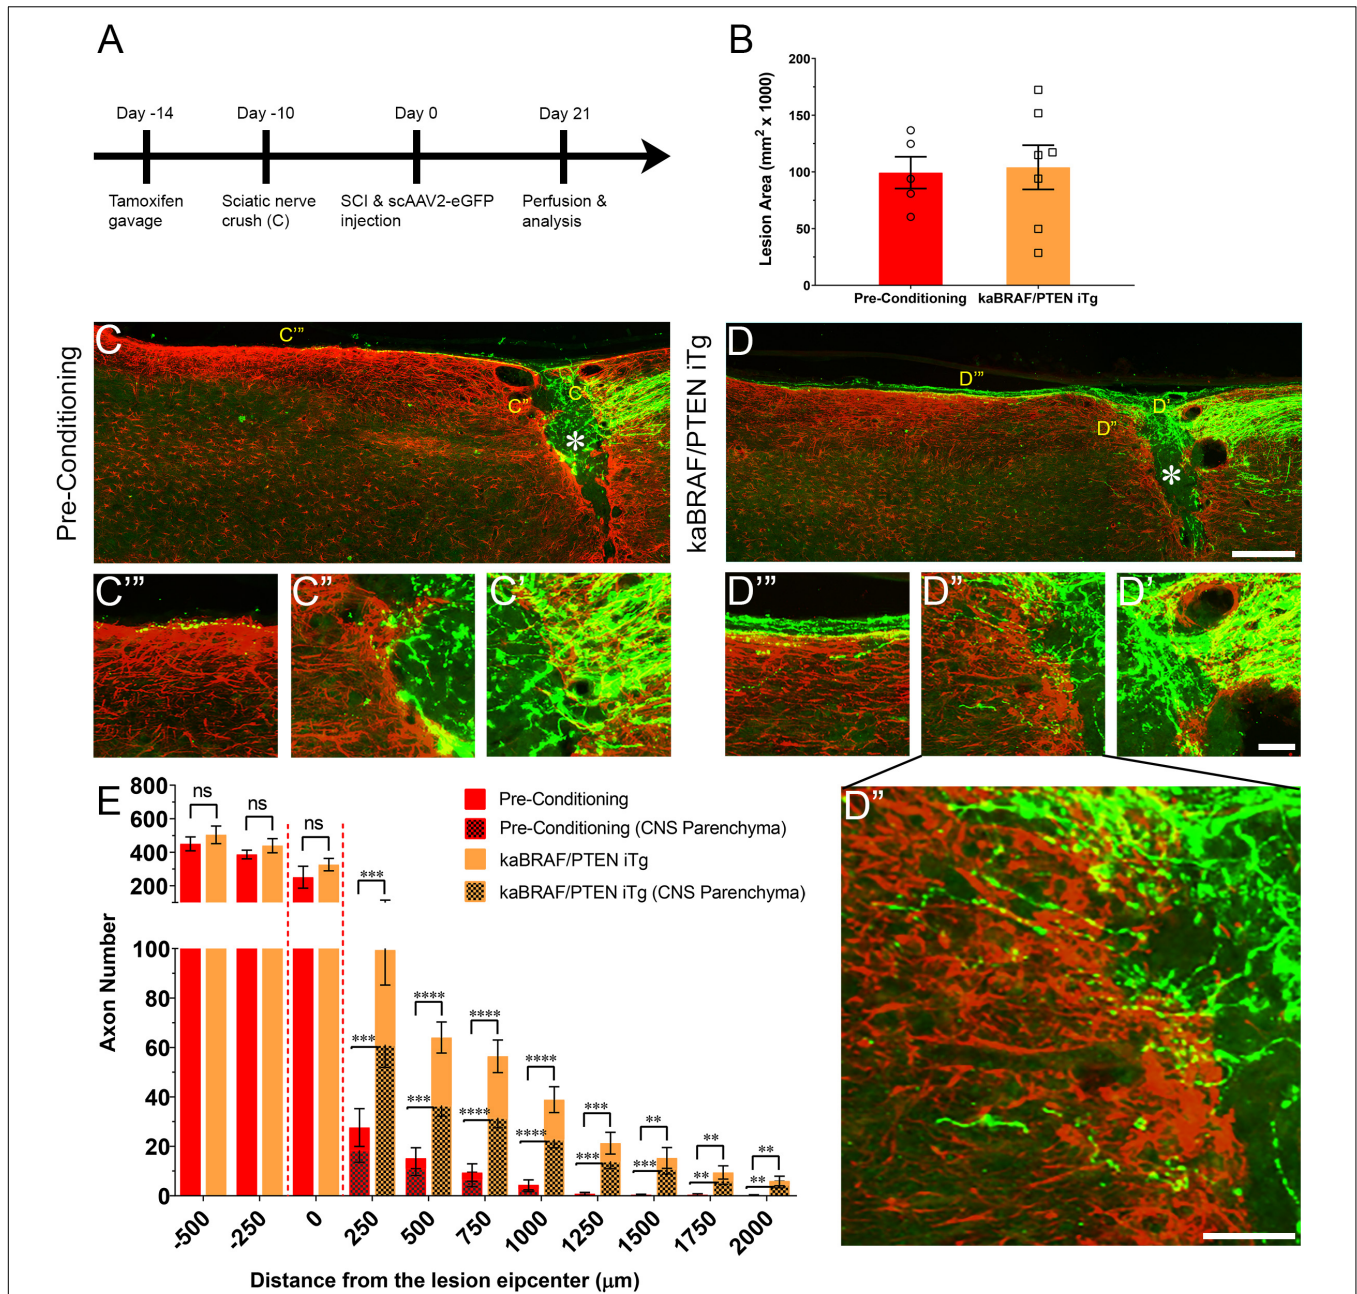 A
Day -14
Day -10
Day 0
Day 21
Tamoxifen
gavage
Sciatic nerve
crush (C)
SCI & scAAV2-eGFP
injection
Perfusion &
analysis
B
Lesion Area (mm² x 1000)
200
150
100
50
0
Pre-Conditioning
kaBRAF/PTEN iTg
Pre-Conditioning
C
C'''
C''
C'
*
kaBRAF/PTEN iTg
D
D'''
D''
D'
*
C'''
C''
C'
D'''
D''
D'
D''
E
Axon Number
800
600
400
200
100
80
60
40
20
0
ns
ns
ns
***
***
****
***
****
****
****
****
***
***
**
***
**
**
**
**
Pre-Conditioning
Pre-Conditioning (CNS Parenchyma)
kaBRAF/PTEN iTg
kaBRAF/PTEN iTg (CNS Parenchyma)
-500
-250
0
250
500
750
1000
1250
1500
1750
2000
Distance from the lesion eipcenter (μm)